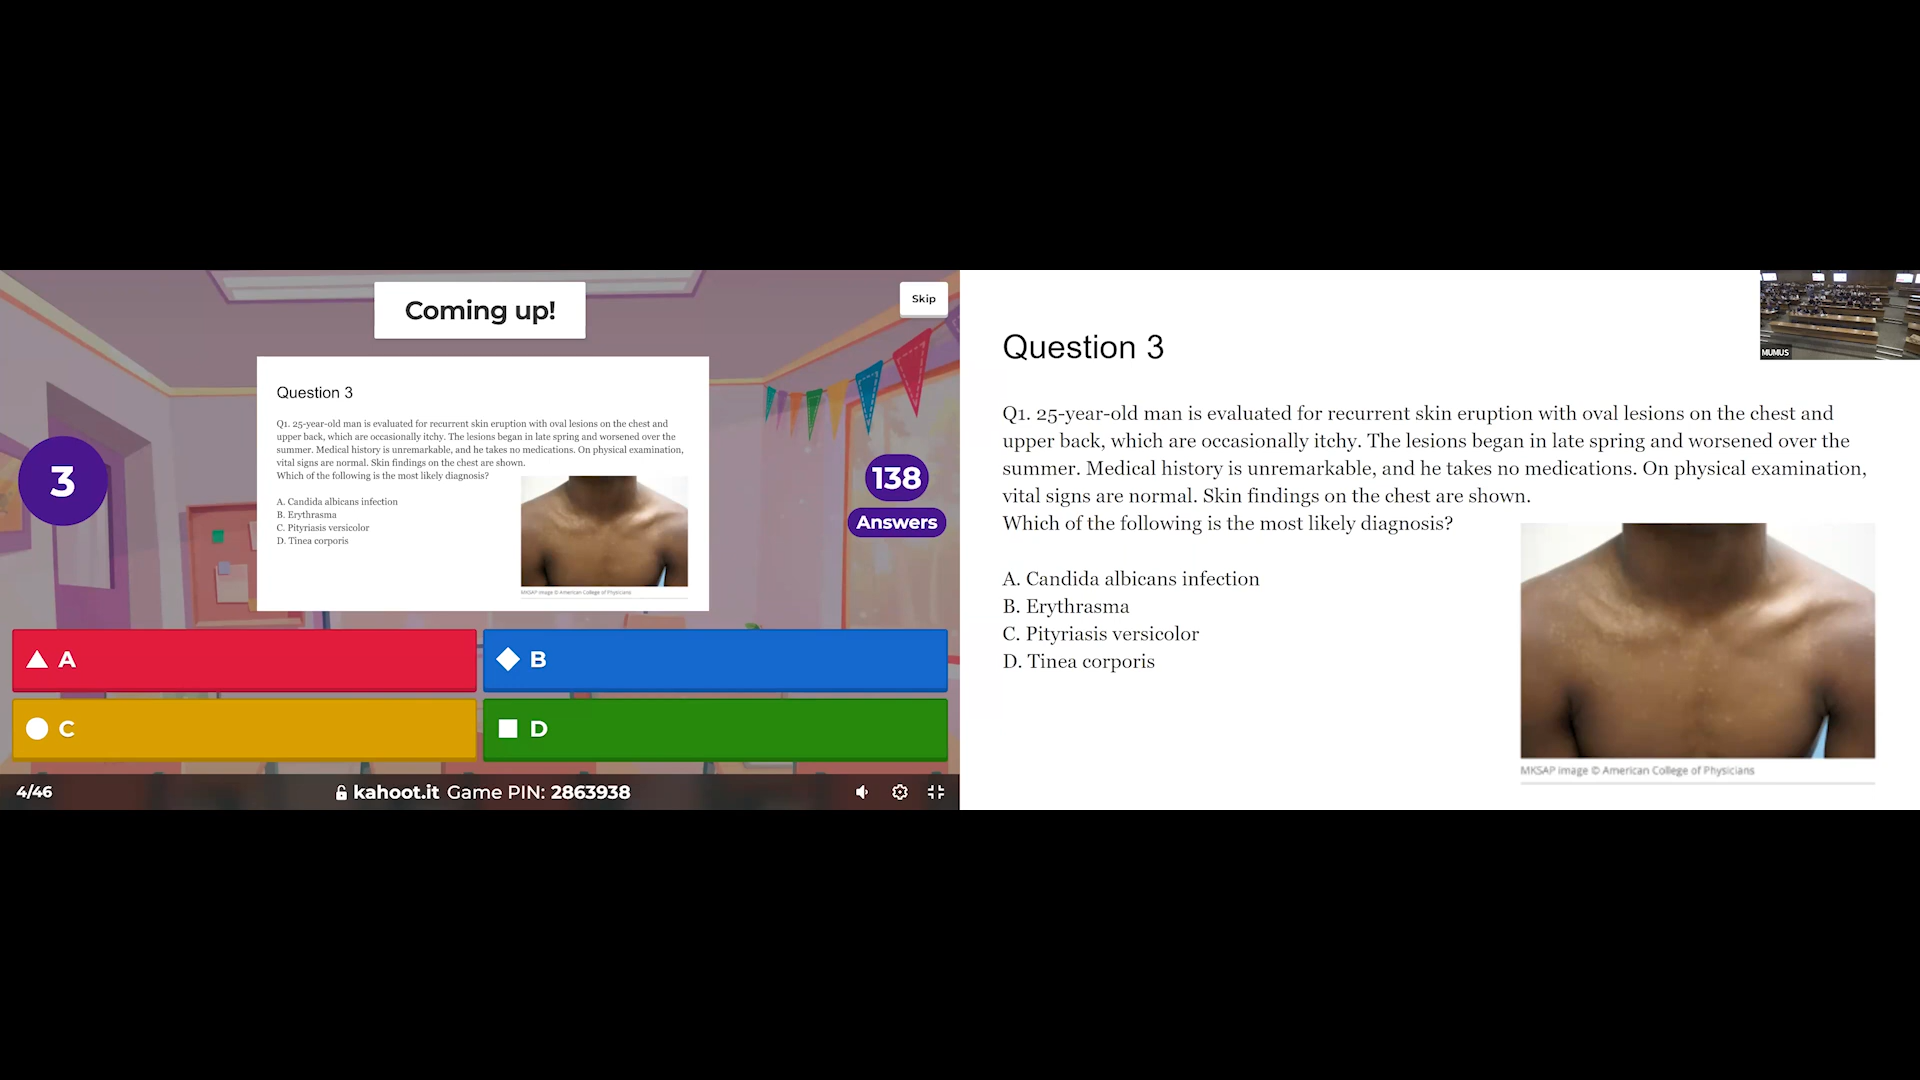 Coming up!
Skip
Question 3
Q1. 25-year-old man is evaluated for recurrent skin eruption with oval lesions on the chest and
upper back, which are occasionally itchy. The lesions began in late spring and worsened over the
summer. Medical history is unremarkable, and he takes no medications. On physical examination,
vital signs are normal. Skin findings on the chest are shown.
Which of the following is the most likely diagnosis?
A. Candida albicans infection
B. Erythrasma
C. Pityriasis versicolor
D. Tinea corporis
MKSAP image © American College of Physicians
3
138
Answers
A
B
C
D
4/46
kahoot.it Game PIN: 2863938
Question 3
Q1. 25-year-old man is evaluated for recurrent skin eruption with oval lesions on the chest and
upper back, which are occasionally itchy. The lesions began in late spring and worsened over the
summer. Medical history is unremarkable, and he takes no medications. On physical examination,
vital signs are normal. Skin findings on the chest are shown.
Which of the following is the most likely diagnosis?
A. Candida albicans infection
B. Erythrasma
C. Pityriasis versicolor
D. Tinea corporis
MKSAP image © American College of Physicians
MUMUS